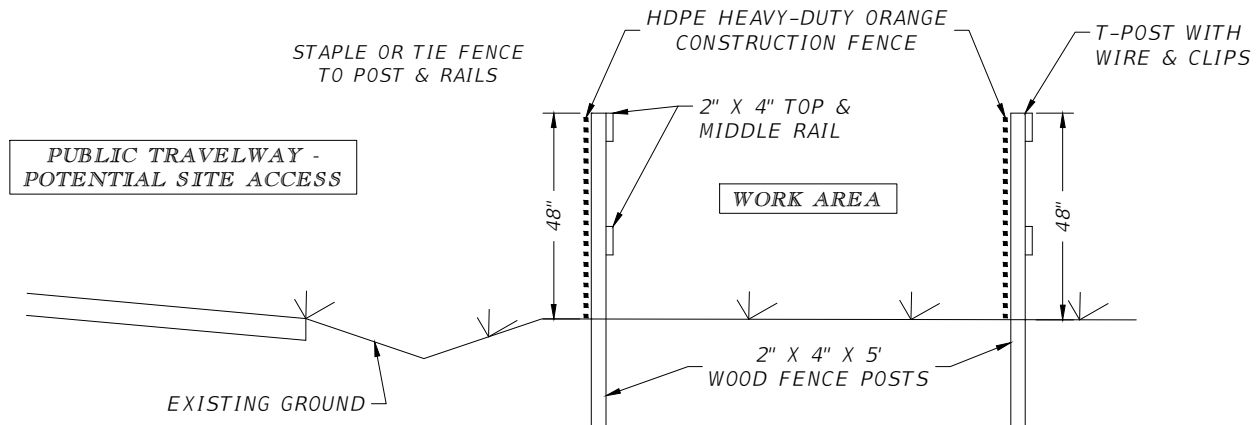 HDPE HEAVY-DUTY ORANGE
CONSTRUCTION FENCE
STAPLE OR TIE FENCE
TO POST & RAILS
T-POST WITH
WIRE & CLIPS
2" X 4" TOP &
MIDDLE RAIL
PUBLIC TRAVELWAY -
POTENTIAL SITE ACCESS
WORK AREA
48"
48"
2" X 4" X 5'
WOOD FENCE POSTS
EXISTING GROUND